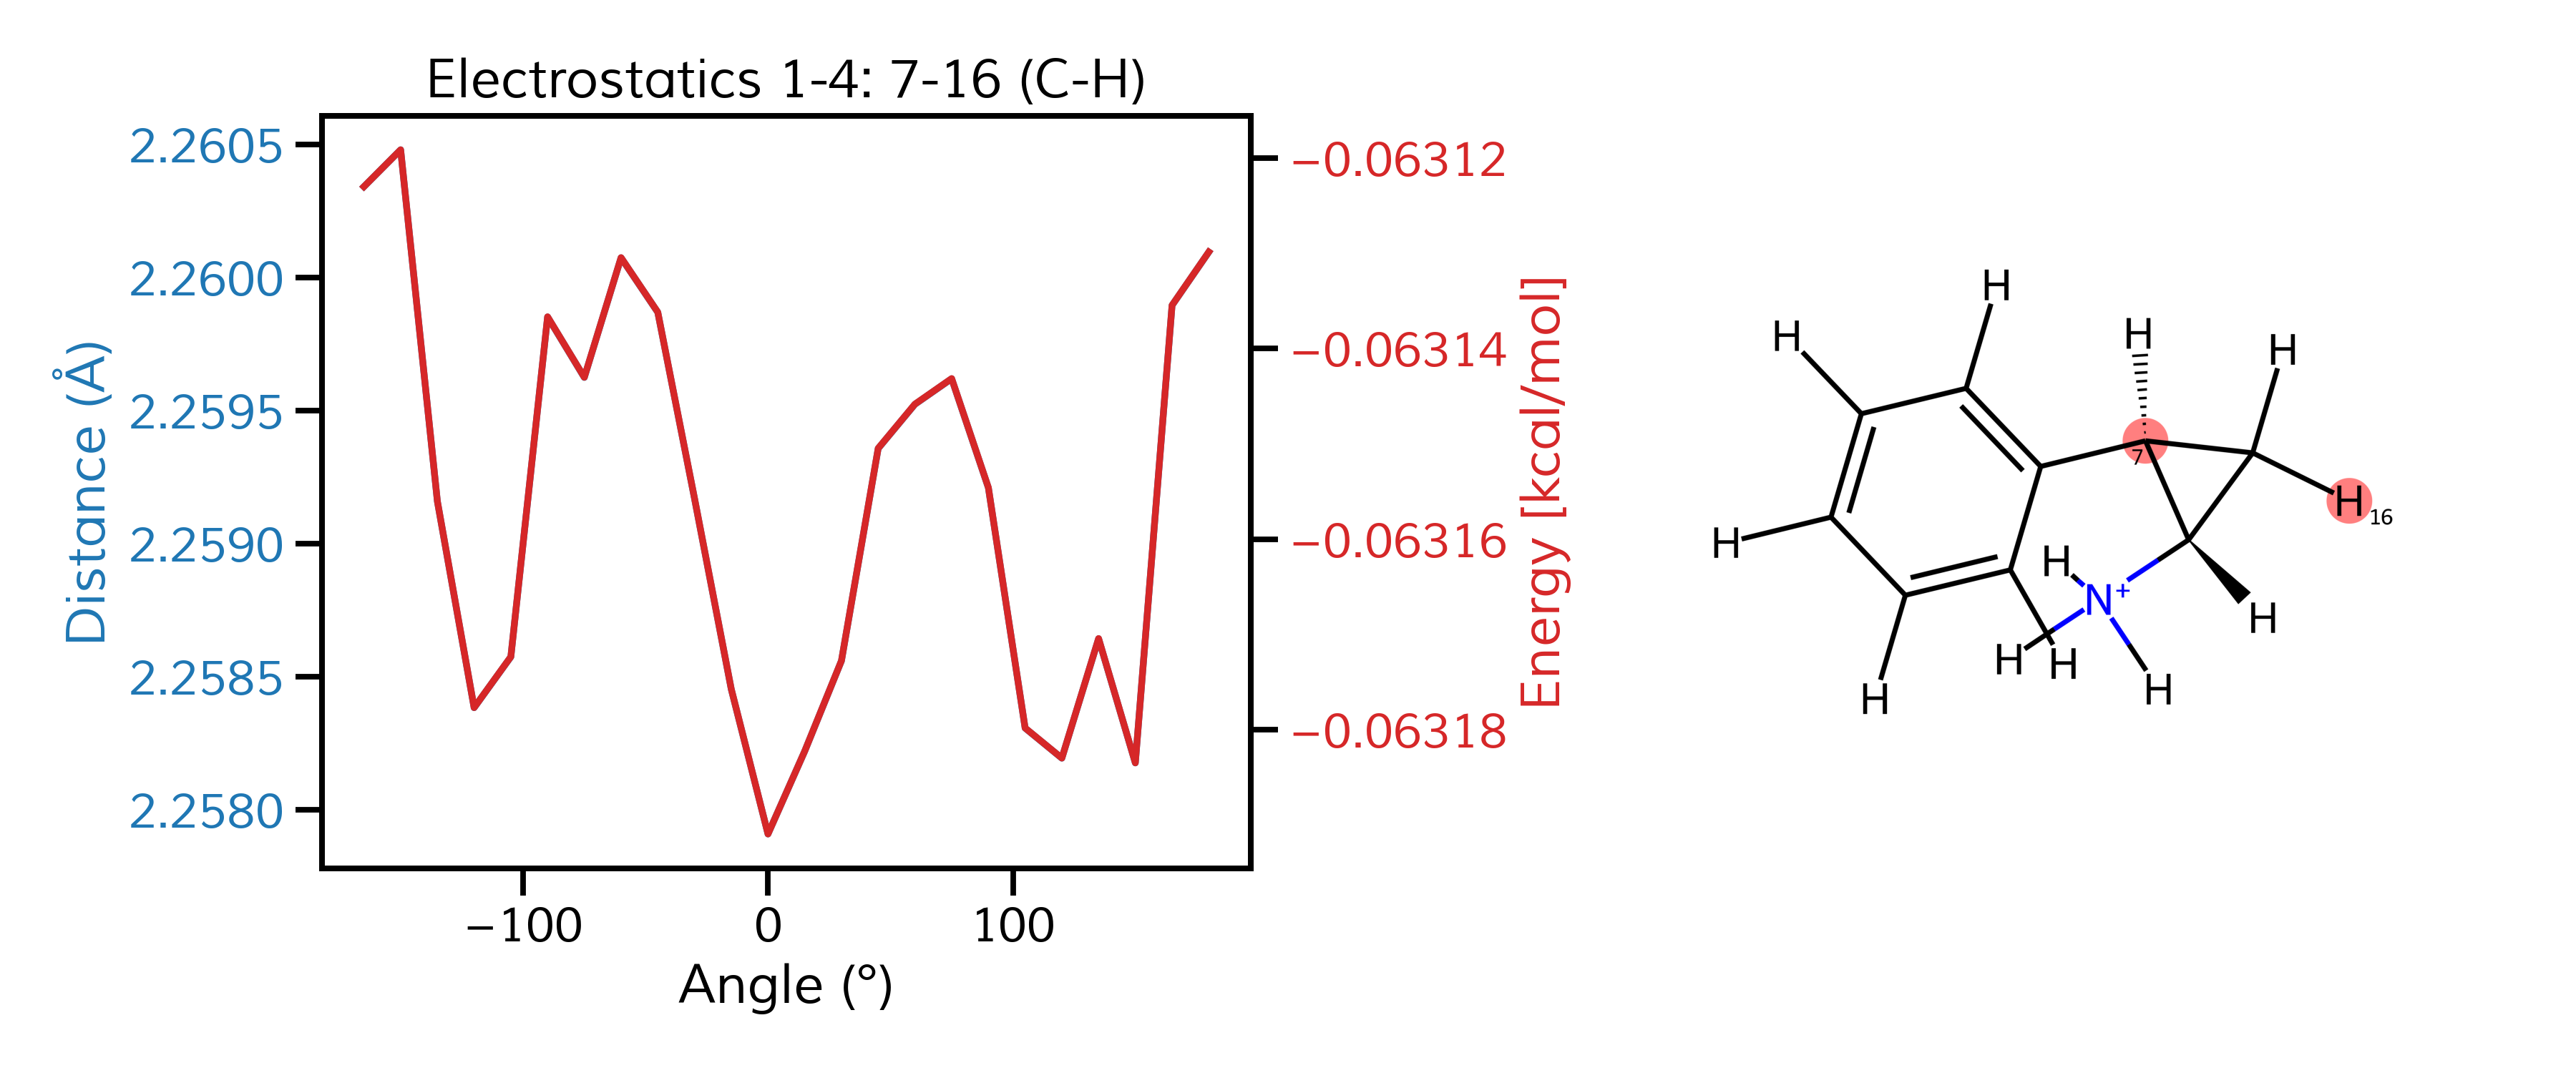 Electrostatics 1-4: 7-16 (C-H)
Distance (Å)
2.2605
2.2600
2.2595
2.2590
2.2585
2.2580
−0.06312
−0.06314
−0.06316
−0.06318
Energy [kcal/mol]
−100 0 100
Angle (°)
H
H
H
H
H
7
H 16
H
H
N+
H
H
H
H
H